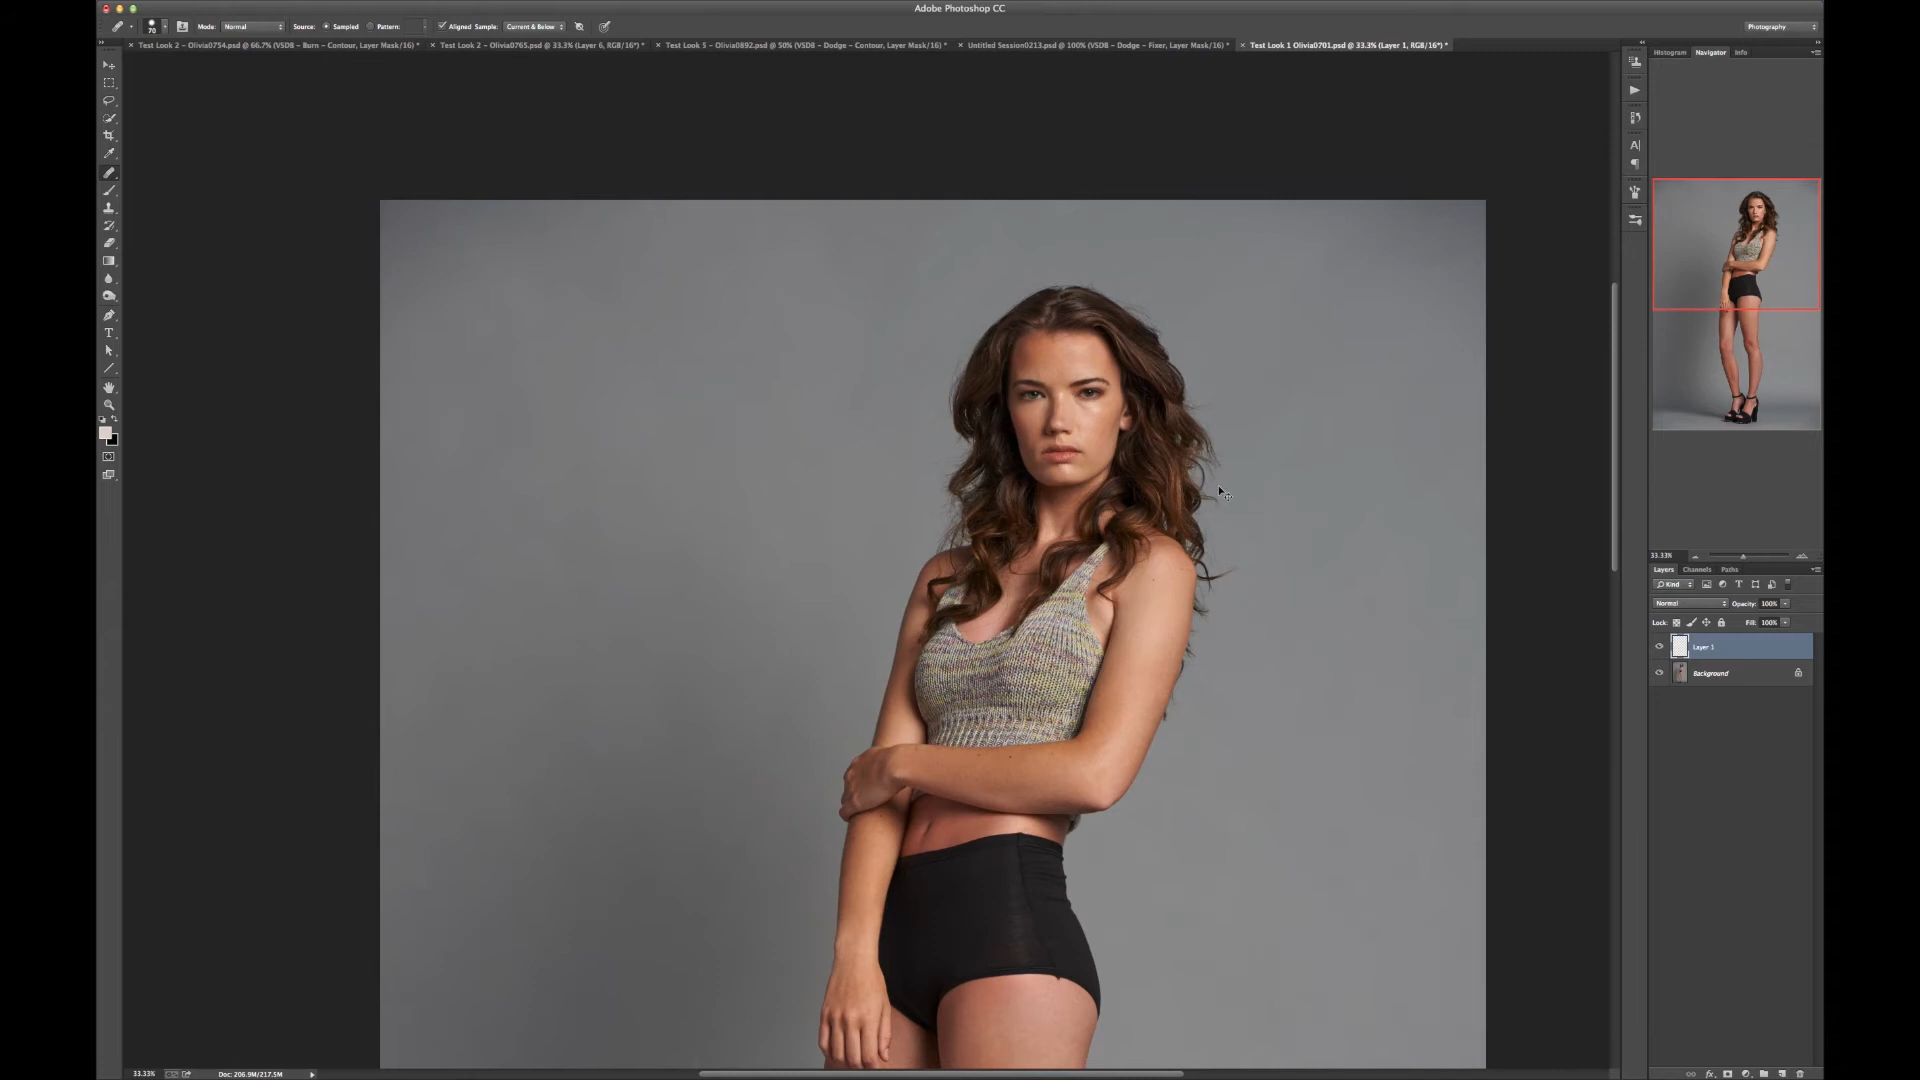 Adobe Photoshop CC
70
Mode: Normal
Source: Sampled Pattern:
Aligned Sample: Current & Below
Photography
Test Look 2 - Olivia0754.psd @ 66.7% (VSDB - Burn - Contour, Layer Mask/16) *
Test Look 2 - Olivia0765.psd @ 33.3% (Layer 6, RGB/16*) *
Test Look 5 - Olivia0892.psd @ 50% (VSDB - Dodge - Contour, Layer Mask/16) *
Untitled Session0213.psd @ 100% (VSDB - Dodge - Fixer, Layer Mask/16) *
Test Look 1 Olivia0701.psd @ 33.3% (Layer 1, RGB/16*) *
Histogram Navigator Info
33.33%
Layers Channels Paths
Kind
Normal Opacity: 100%
Lock: Fill: 100%
Layer 1
Background
33.33% Doc: 206.9M/217.5M